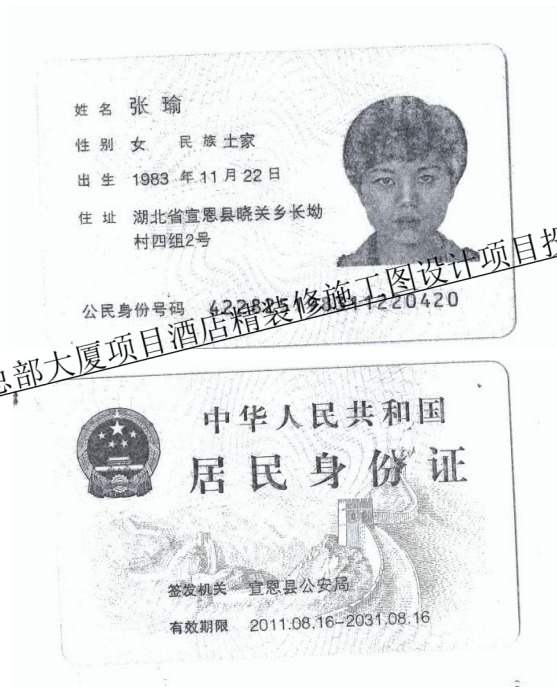 姓名 张瑜
性别 女 民族 土家
出生 1983 年 11 月 22 日
住址 湖北省宣恩县晓关乡长坳
村四组2号
公民身份号码
总部大厦项目酒店精装修施工图设计项目投
中华人民共和国
居民身份证
签发机关 宣恩县公安局
有效期限 2011.08.16-2031.08.16